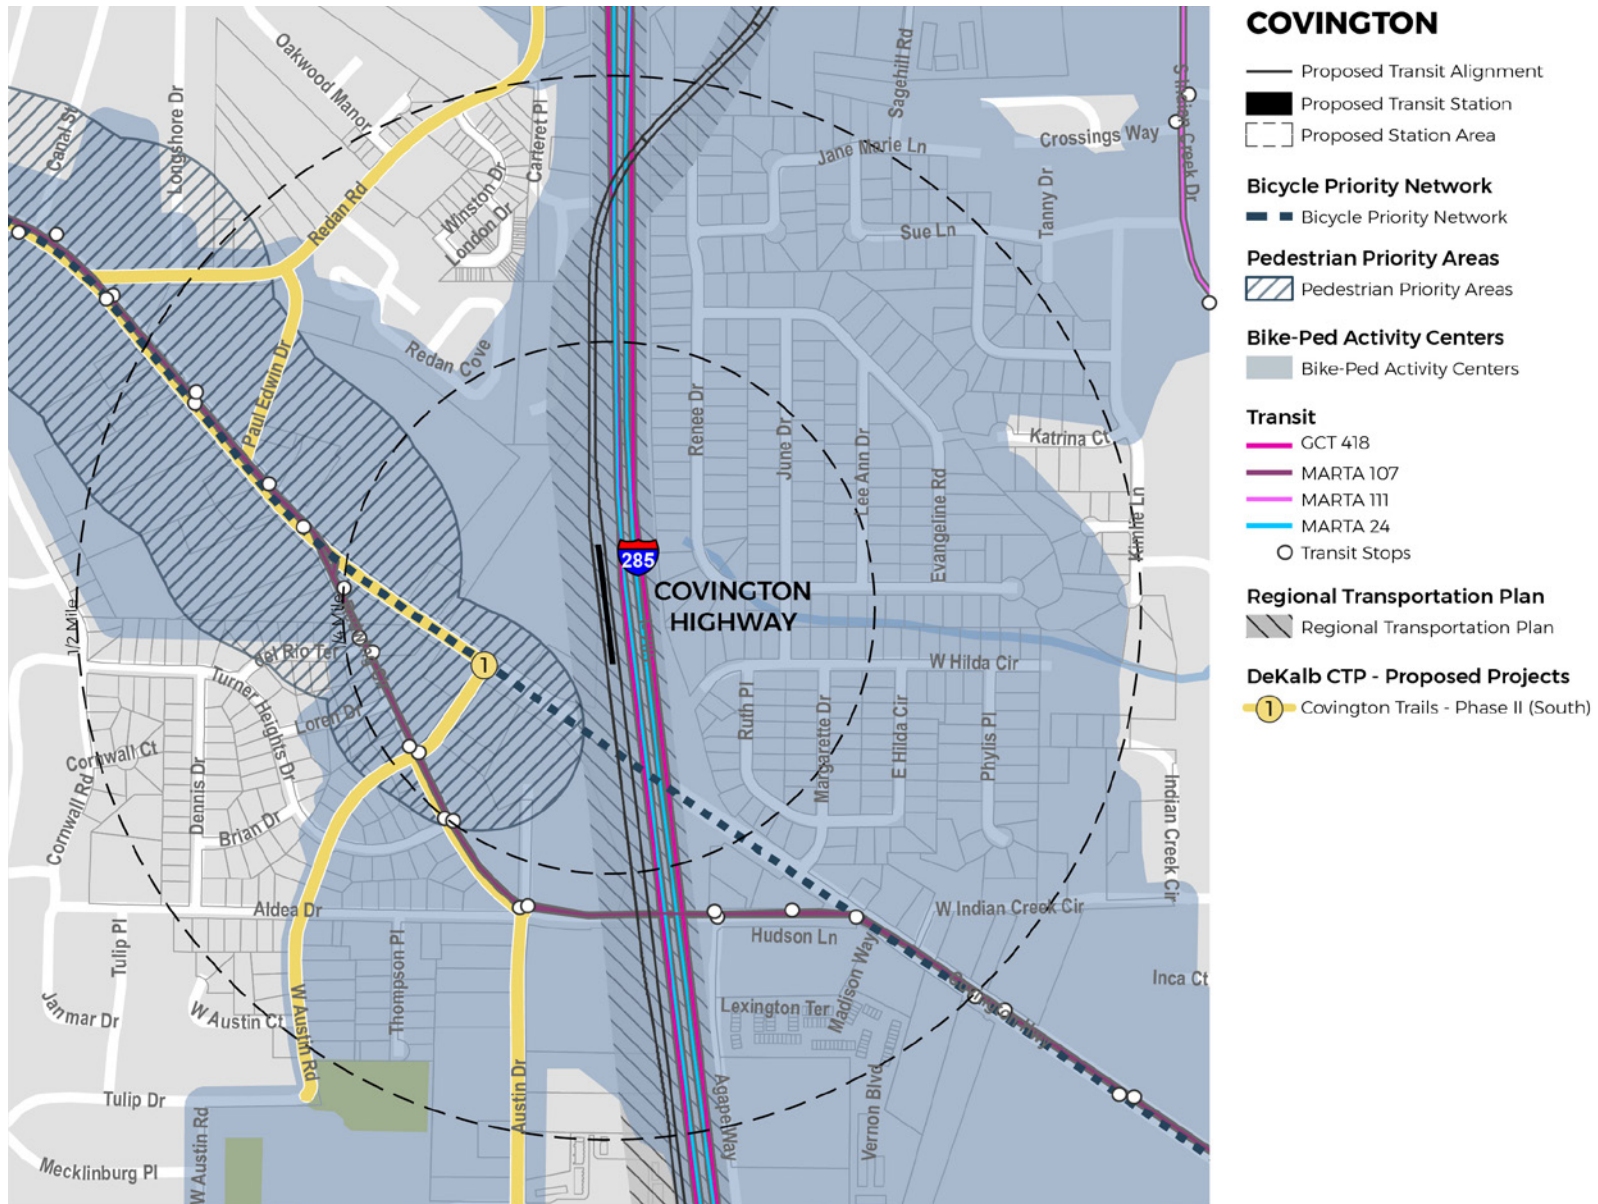 COVINGTON
Proposed Transit Alignment
Proposed Transit Station
Proposed Station Area
Bicycle Priority Network
Bicycle Priority Network
Pedestrian Priority Areas
Pedestrian Priority Areas
Bike-Ped Activity Centers
Bike-Ped Activity Centers
Transit
GCT 418
MARTA 107
MARTA 111
MARTA 24
Transit Stops
Regional Transportation Plan
Regional Transportation Plan
DeKalb CTP - Proposed Projects
1
Covington Trails - Phase II (South)
Oakwood Manor
Sagehill Rd
Canal St
Longshore Dr
Carteret Pl
Crossings Way
Jane Marie Ln
S Indian Creek Dr
Redan Rd
Winston Dr
London Dr
Tanny Dr
Sue Ln
Redan Cove
Paul Edwin Dr
Renee Dr
June Dr
Lee Ann Dr
Katrina Ct
Evangeline Rd
Kimlie Ln
285
COVINGTON
HIGHWAY
1/2 Mile
1/4 Mile
del Rio Ter
1
W Hilda Cir
Turner Heights Dr
Loren Dr
Ruth Pl
Margarette Dr
E Hilda Cir
Phylis Pl
Cornwall Ct
Cornwall Rd
Dennis Dr
Brian Dr
Indian Creek Cir
Aldea Dr
W Indian Creek Cir
Hudson Ln
Tulip Pl
Thompson Pl
Madison Way
Inca Ct
Janmar Dr
W Austin Ct
W Austin Rd
Lexington Ter
Tulip Dr
Austin Dr
Agape Way
Vernon Blvd
Mecklinburg Pl
W Austin Rd